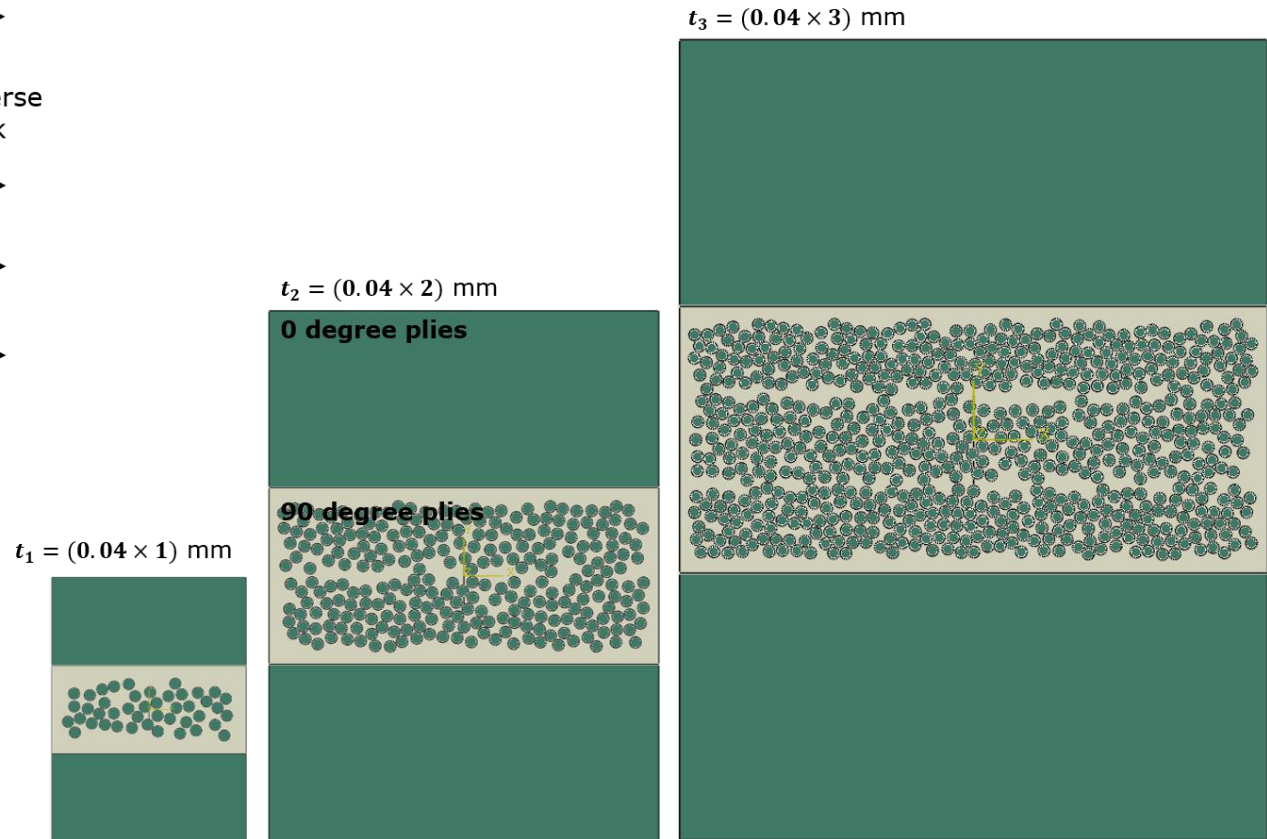 t₃ = (0.04 × 3) mm
erse
k
t₂ = (0.04 × 2) mm
0 degree plies
90 degree plies
t₁ = (0.04 × 1) mm